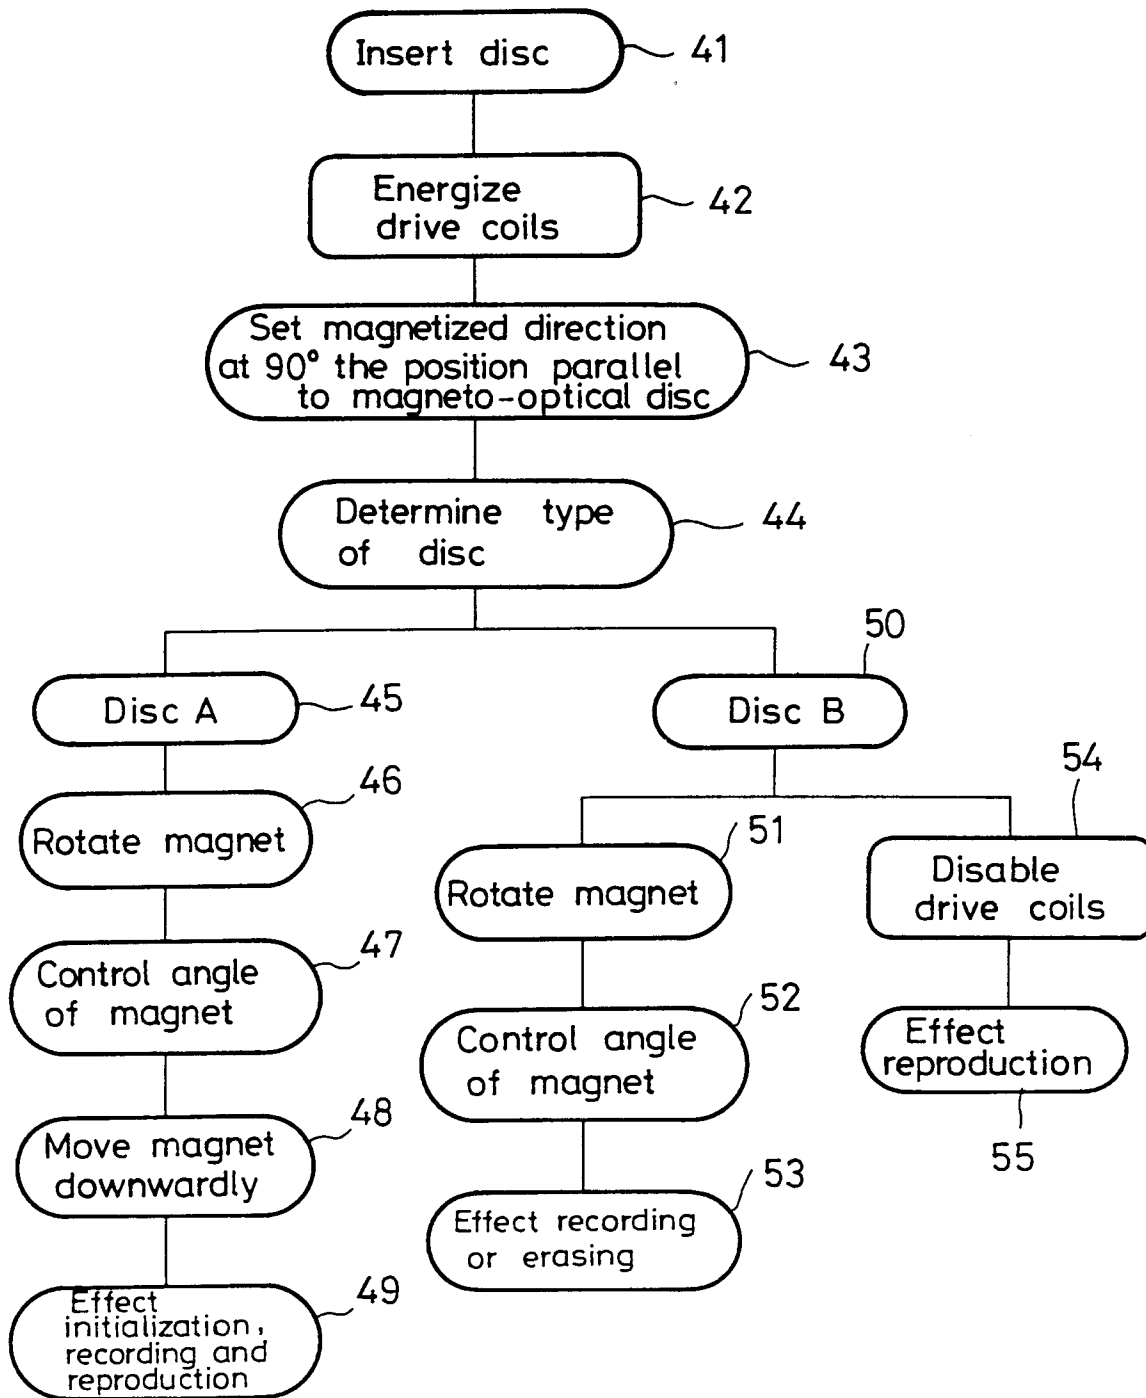 Insert disc
41
Energize
drive coils
42
Set magnetized direction
at 90° the position parallel
to magneto-optical disc
43
Determine type
of disc
44
Disc A
45
Rotate magnet
46
Control angle
of magnet
47
Move magnet
downwardly
48
Effect
initialization,
recording and
reproduction
49
Disc B
50
Rotate magnet
51
Control angle
of magnet
52
Effect recording
or erasing
53
Disable
drive coils
54
Effect
reproduction
55